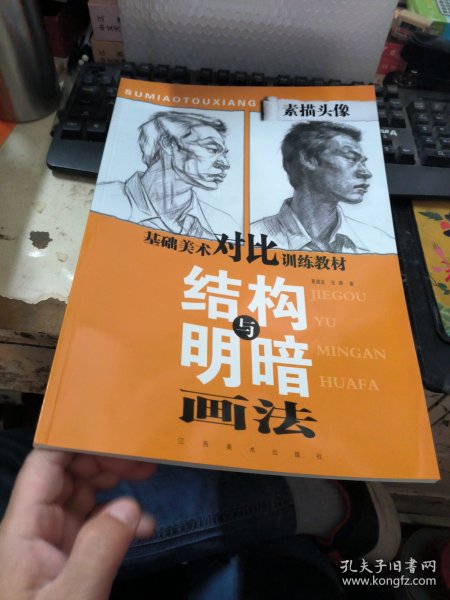 SUMIAOTOUXIANG
素描头像
基础美术对比训练教材
结构
JIEGOU
与
YU
明暗
MINGAN
画法
HUAFA
江西美术出版社
孔夫子旧书网
www.kongfz.com